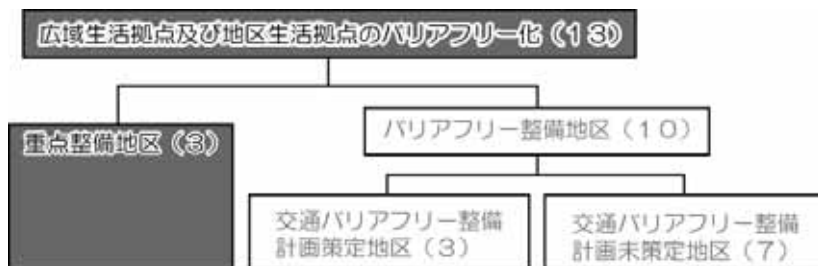 広域生活拠点及び地区生活拠点のバリアフリー化（１３）
重点整備地区（３）
バリアフリー整備地区（１０）
交通バリアフリー整備
計画策定地区（３）
交通バリアフリー整備
計画未策定地区（７）